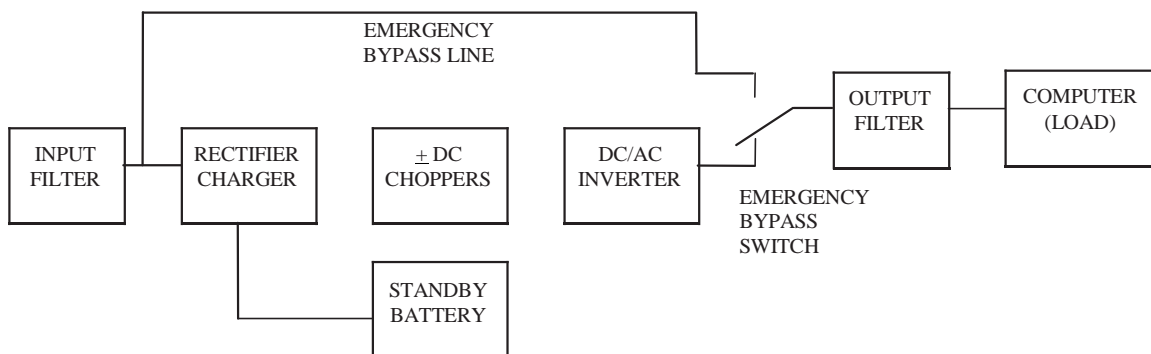 EMERGENCY
BYPASS LINE
INPUT
FILTER
RECTIFIER
CHARGER
+ DC
CHOPPERS
DC/AC
INVERTER
OUTPUT
FILTER
COMPUTER
(LOAD)
EMERGENCY
BYPASS
SWITCH
STANDBY
BATTERY